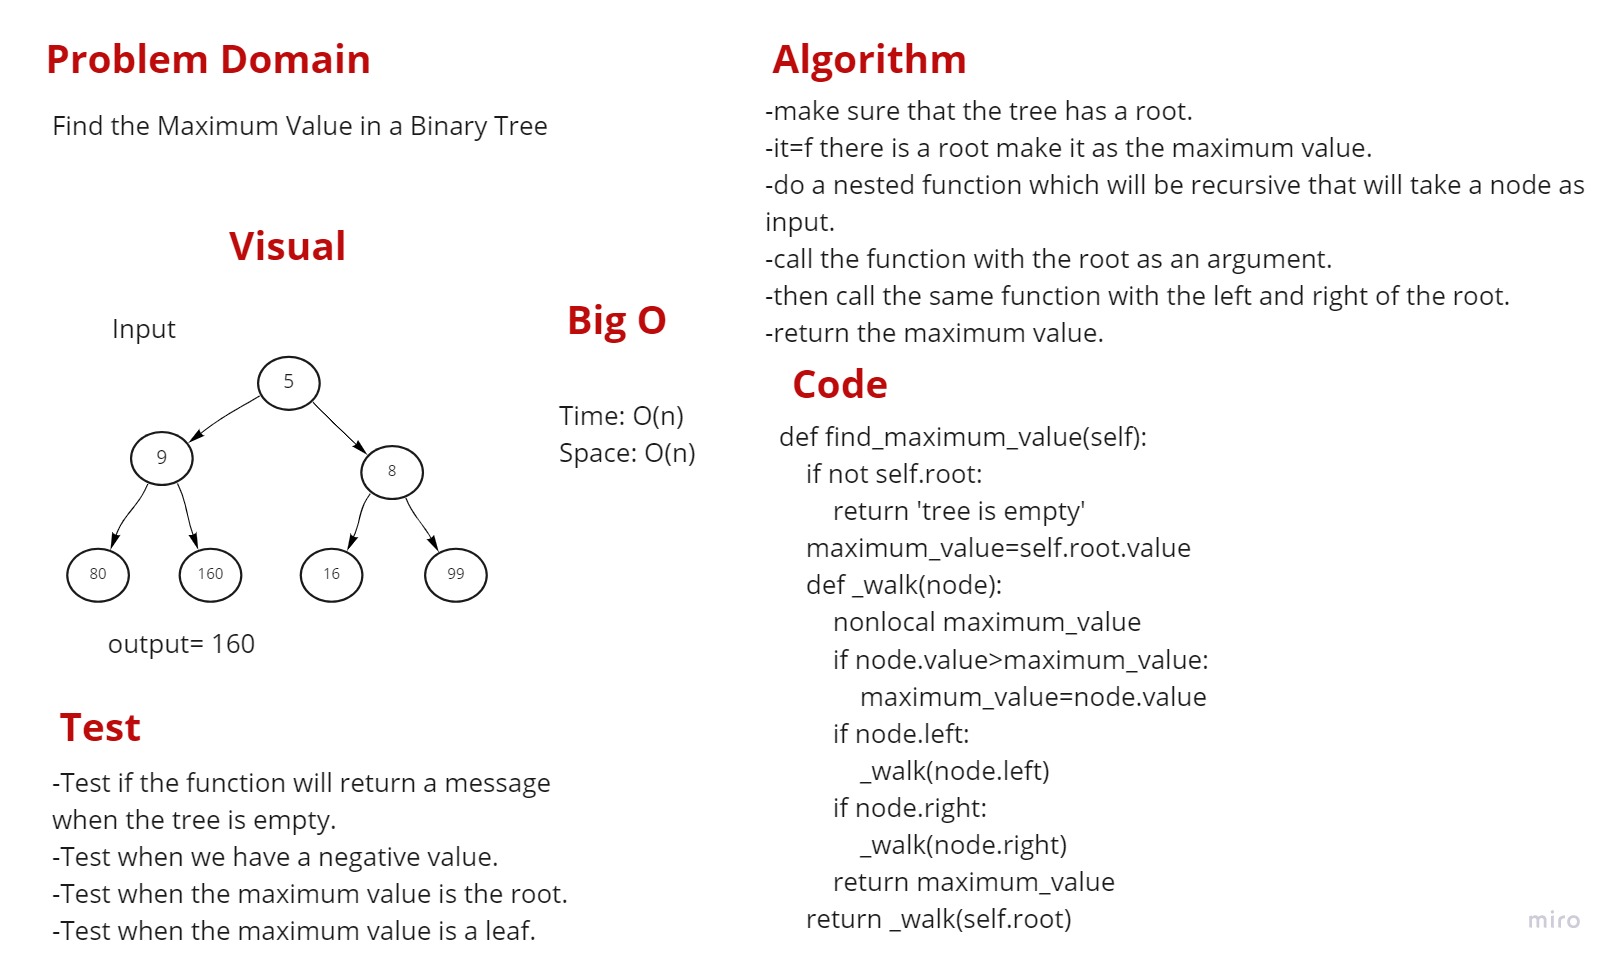 Problem Domain
Find the Maximum Value in a Binary Tree
Visual
Input
5
9
8
80
160
16
99
output= 160
Big O
Time: O(n)
Space: O(n)
Test
-Test if the function will return a message
when the tree is empty.
-Test when we have a negative value.
-Test when the maximum value is the root.
-Test when the maximum value is a leaf.
Algorithm
-make sure that the tree has a root.
-it=f there is a root make it as the maximum value.
-do a nested function which will be recursive that will take a node as
input.
-call the function with the root as an argument.
-then call the same function with the left and right of the root.
-return the maximum value.
Code
def find_maximum_value(self):
if not self.root:
return 'tree is empty'
maximum_value=self.root.value
def _walk(node):
nonlocal maximum_value
if node.value>maximum_value:
maximum_value=node.value
if node.left:
_walk(node.left)
if node.right:
_walk(node.right)
return maximum_value
return _walk(self.root)
miro